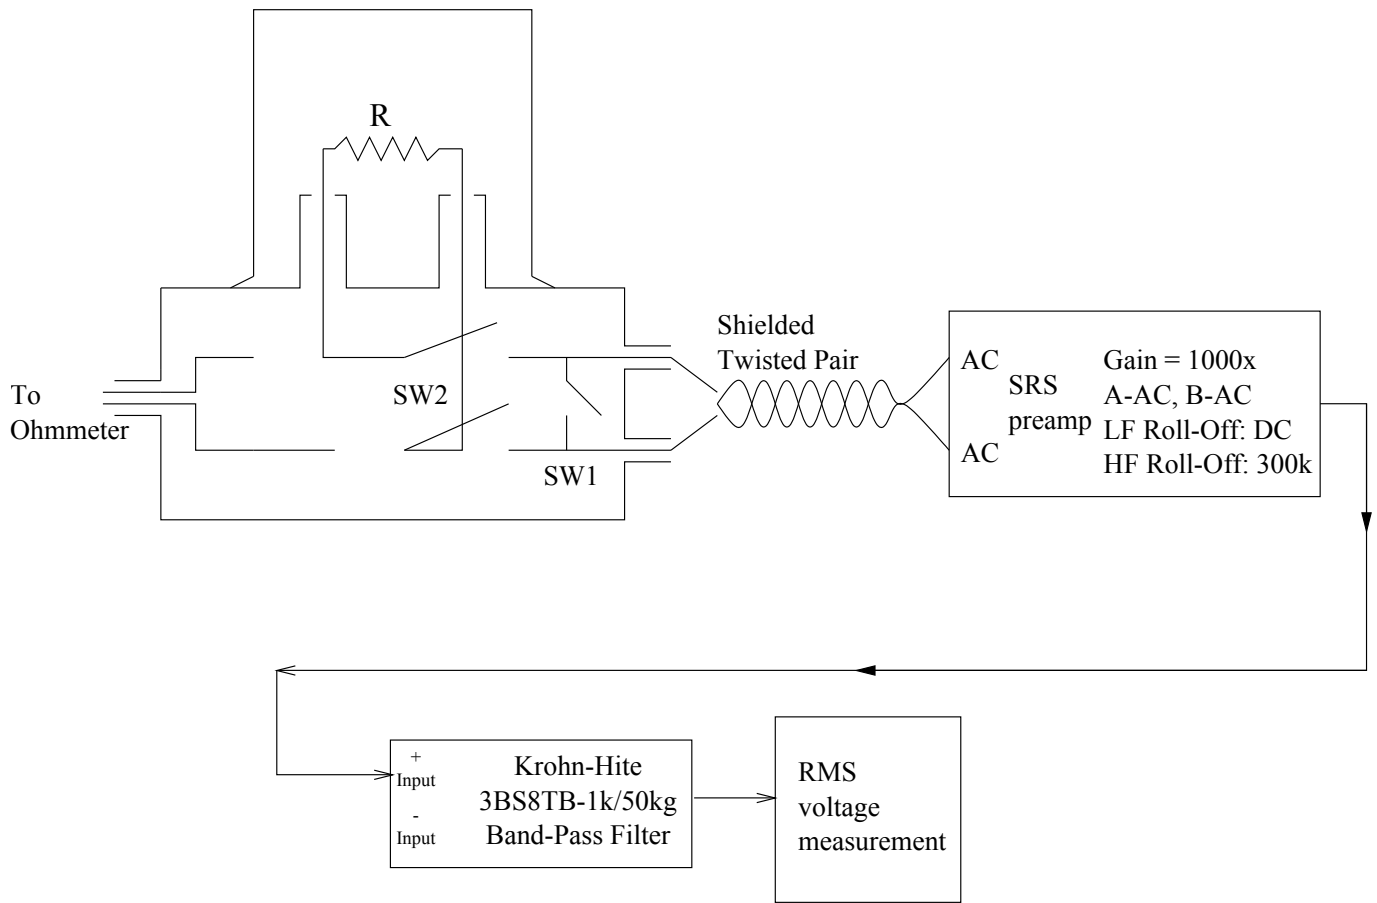 R
Shielded
Twisted Pair
To
Ohmmeter
SW2
SW1
AC
AC
SRS
preamp
Gain = 1000x
A-AC, B-AC
LF Roll-Off: DC
HF Roll-Off: 300k
+
Input
-
Input
Krohn-Hite
3BS8TB-1k/50kg
Band-Pass Filter
RMS
voltage
measurement